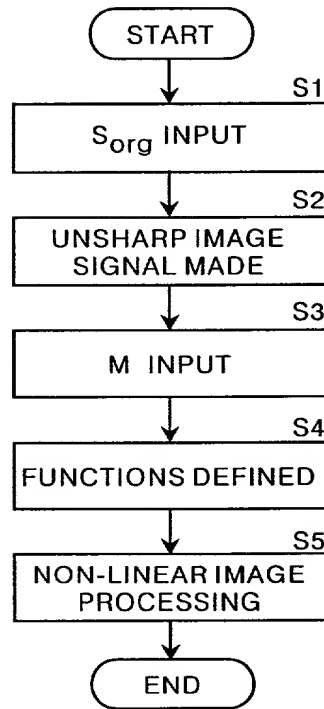 START
S1
Sorg INPUT
S2
UNSHARP IMAGE
SIGNAL MADE
S3
M INPUT
S4
FUNCTIONS DEFINED
S5
NON-LINEAR IMAGE
PROCESSING
END